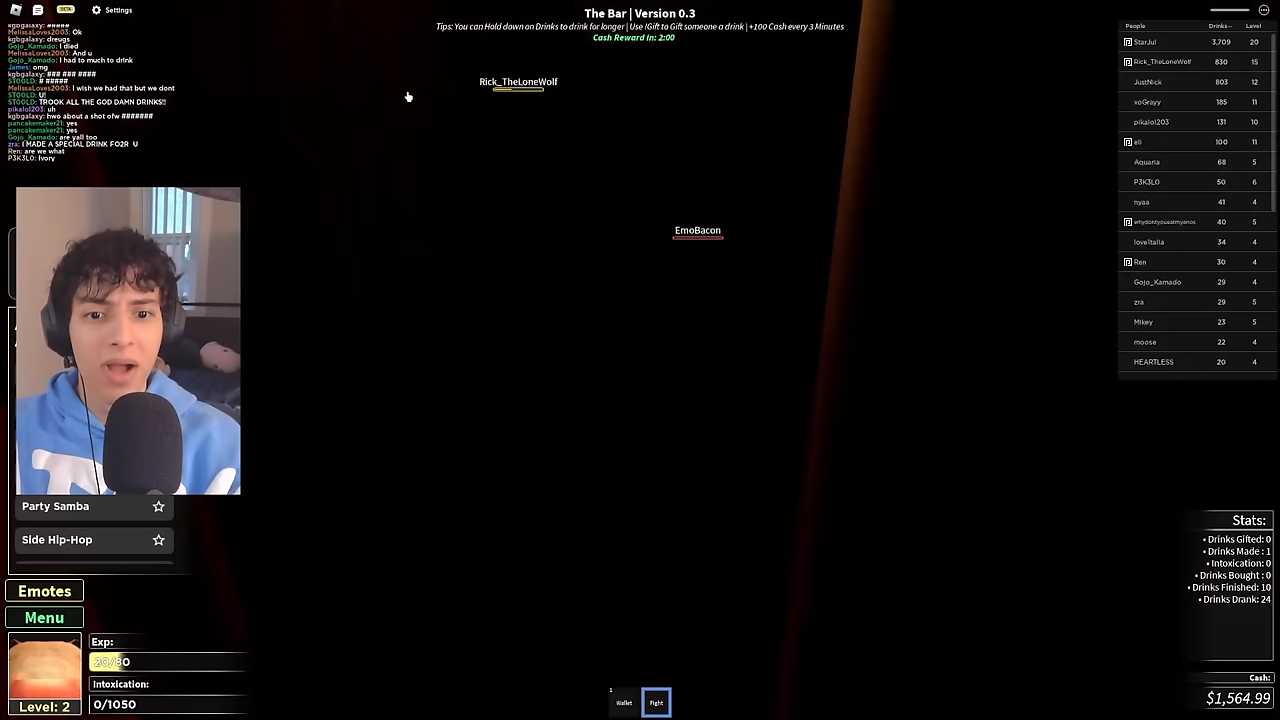 BETA
Settings
kgbgalaxy: #####
MelissaLoves2003: Ok
kgbgalaxy: dreugs
Gojo_Kamado: I died
MelissaLoves2003: And u
Gojo_Kamado: I had to much to drink
James: omg
kgbgalaxy: ### ### ####
ST00LD: # #####
MelissaLoves2003: I wish we had that but we dont
ST00LD: U!
ST00LD: TROOK ALL THE GOD DAMN DRINKS!!
pikalol203: uh
kgbgalaxy: hwo about a shot ofw #######
pancakemaker21: yes
pancakemaker21: yes
Gojo_Kamado: are yall too
zra: I MADE A SPECIAL DRINK FO2R U
Ren: are we what
P3K3L0: Ivory
The Bar | Version 0.3
Tips: You can Hold down on Drinks to drink for longer | Use !Gift to Gift someone a drink | +100 Cash every 3 Minutes
Cash Reward In: 2:00
Rick_TheLoneWolf
EmoBacon
People Drinks Level
StarJul 3,709 20
Rick_TheLoneWolf 830 15
JustNick 803 12
xoGrayy 185 11
pikalol203 131 10
eli 100 11
Aquaria 68 5
P3K3L0 50 6
nyaa 41 4
whydontyoueatmyanos 40 5
loveItalia 34 4
Ren 30 4
Gojo_Kamado 29 4
zra 29 5
Mikey 23 5
moose 22 4
HEARTLESS 20 4
Party Samba
Side Hip-Hop
Emotes
Menu
Level: 2
Exp:
20/80
Intoxication:
0/1050
1
Wallet
Fight
Stats:
• Drinks Gifted: 0
• Drinks Made : 1
• Intoxication: 0
• Drinks Bought : 0
• Drinks Finished: 10
• Drinks Drank: 24
Cash:
$1,564.99